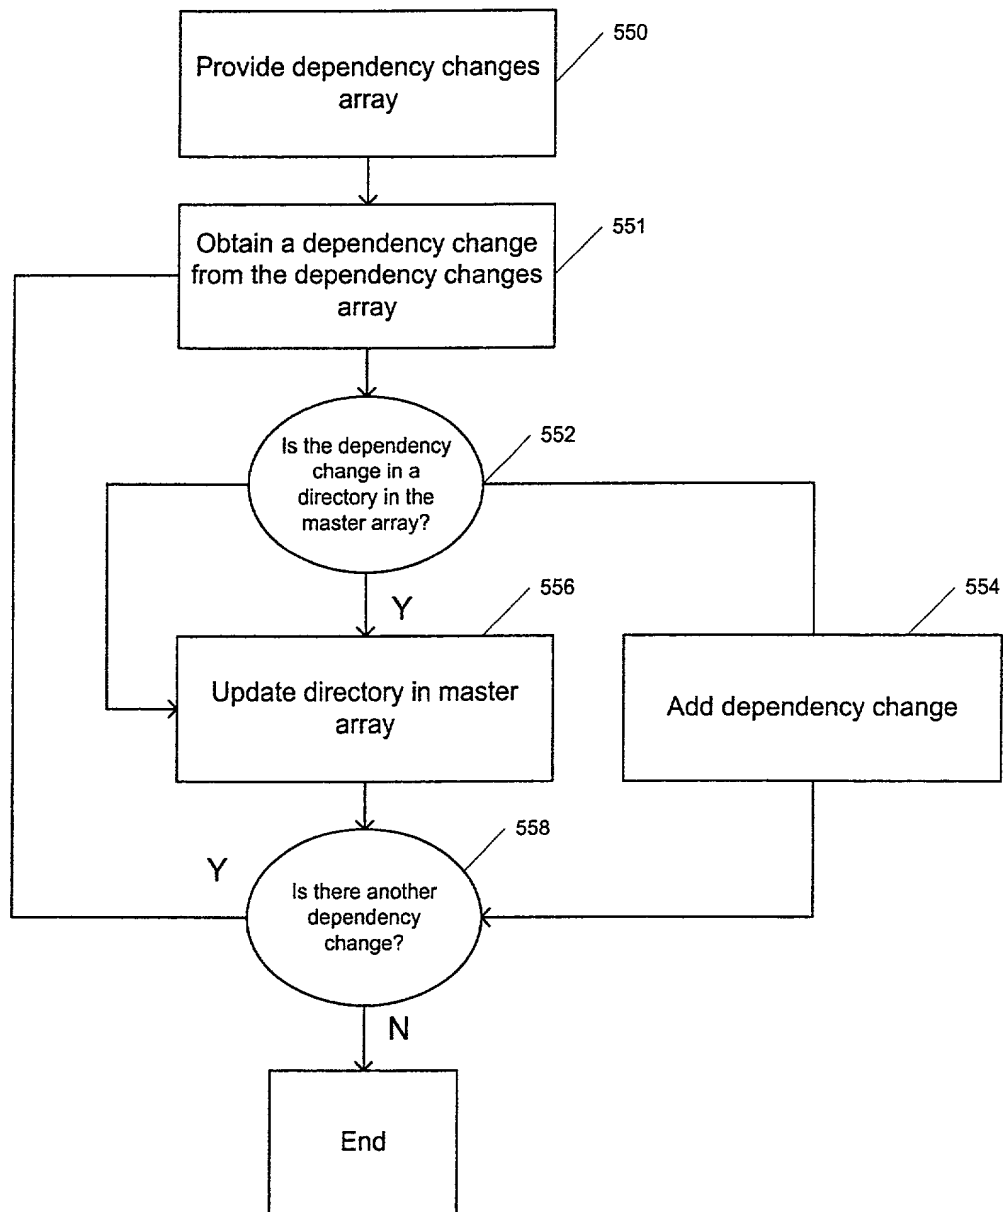 550
Provide dependency changes
array
551
Obtain a dependency change
from the dependency changes
array
552
Is the dependency
change in a
directory in the
master array?
Y
556
Update directory in master
array
554
Add dependency change
558
Y
Is there another
dependency
change?
N
End